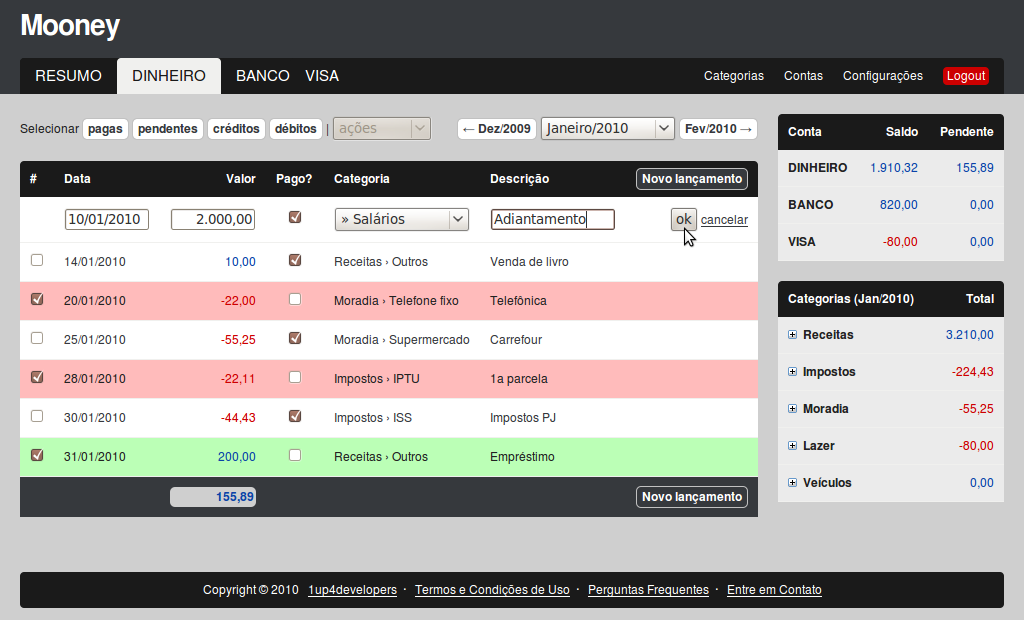 Mooney
RESUMO DINHEIRO BANCO VISA Categorias Contas Configurações Logout
Selecionar pagas pendentes créditos débitos | ações ← Dez/2009 Janeiro/2010 Fev/2010 →
# Data Valor Pago? Categoria Descrição Novo lançamento
10/01/2010 2.000,00 » Salários Adiantamento ok cancelar
14/01/2010 10,00 Receitas › Outros Venda de livro
20/01/2010 -22,00 Moradia › Telefone fixo Telefônica
25/01/2010 -55,25 Moradia › Supermercado Carrefour
28/01/2010 -22,11 Impostos › IPTU 1a parcela
30/01/2010 -44,43 Impostos › ISS Impostos PJ
31/01/2010 200,00 Receitas › Outros Empréstimo
155,89 Novo lançamento
Conta Saldo Pendente
DINHEIRO 1.910,32 155,89
BANCO 820,00 0,00
VISA -80,00 0,00
Categorias (Jan/2010) Total
Receitas 3.210,00
Impostos -224,43
Moradia -55,25
Lazer -80,00
Veículos 0,00
Copyright © 2010 1up4developers · Termos e Condições de Uso · Perguntas Frequentes · Entre em Contato